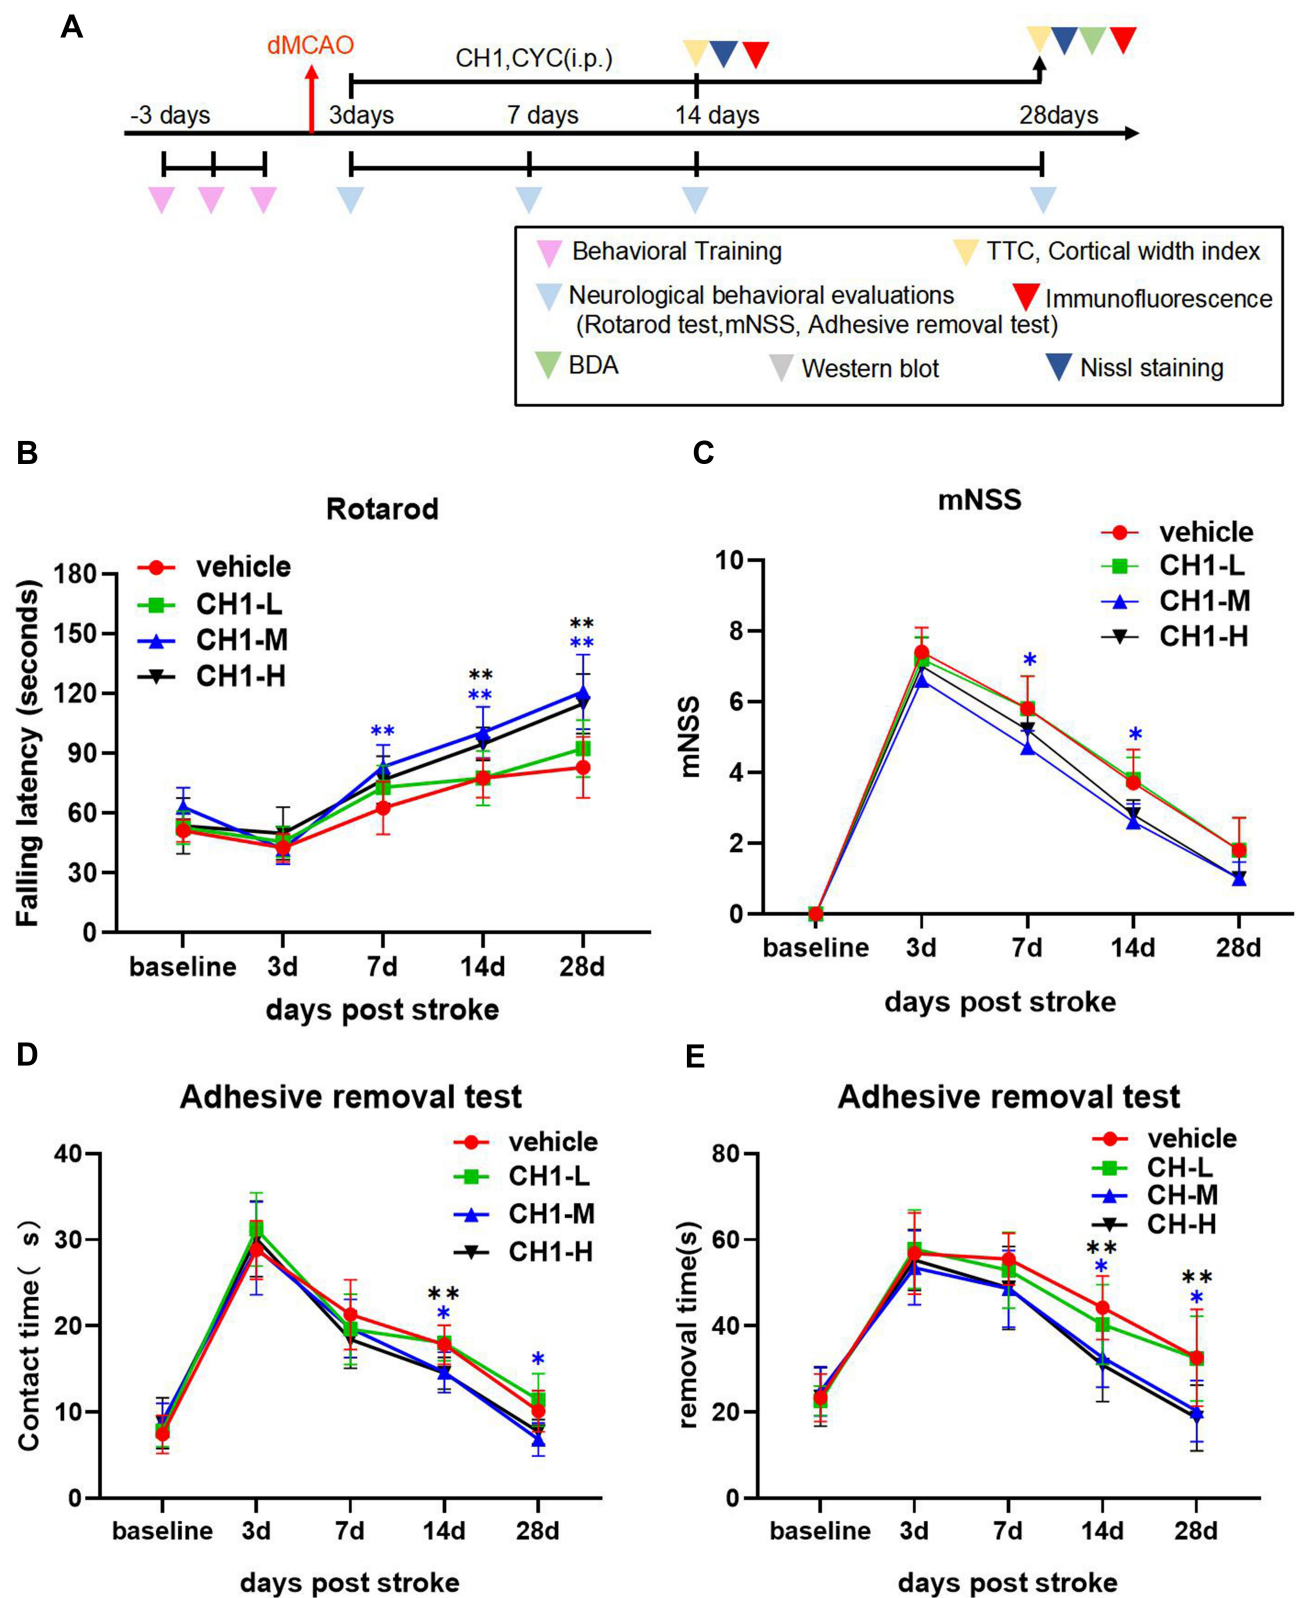 A
dMCAO
CH1,CYC(i.p.)
-3 days 3days 7 days 14 days 28days
Behavioral Training TTC, Cortical width index
Neurological behavioral evaluations Immunofluorescence
(Rotarod test,mNSS, Adhesive removal test)
BDA Western blot Nissl staining
B
Rotarod
vehicle
CH1-L
CH1-M
CH1-H
Falling latency (seconds)
180
150
120
90
60
30
0
**
**
**
**
**
baseline 3d 7d 14d 28d
days post stroke
C
mNSS
vehicle
CH1-L
CH1-M
CH1-H
mNSS
10
8
6
4
2
0
*
*
baseline 3d 7d 14d 28d
days post stroke
D
Adhesive removal test
vehicle
CH1-L
CH1-M
CH1-H
Contact time( s)
40
30
20
10
0
**
*
*
baseline 3d 7d 14d 28d
days post stroke
E
Adhesive removal test
vehicle
CH-L
CH-M
CH-H
removal time(s)
80
60
40
20
0
**
*
**
*
baseline 3d 7d 14d 28d
days post stroke